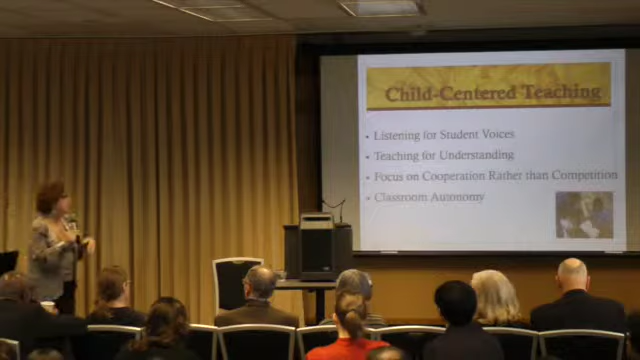 Child-Centered Teaching
• Listening for Student Voices
• Teaching for Understanding
• Focus on Cooperation Rather than Competition
• Classroom Autonomy